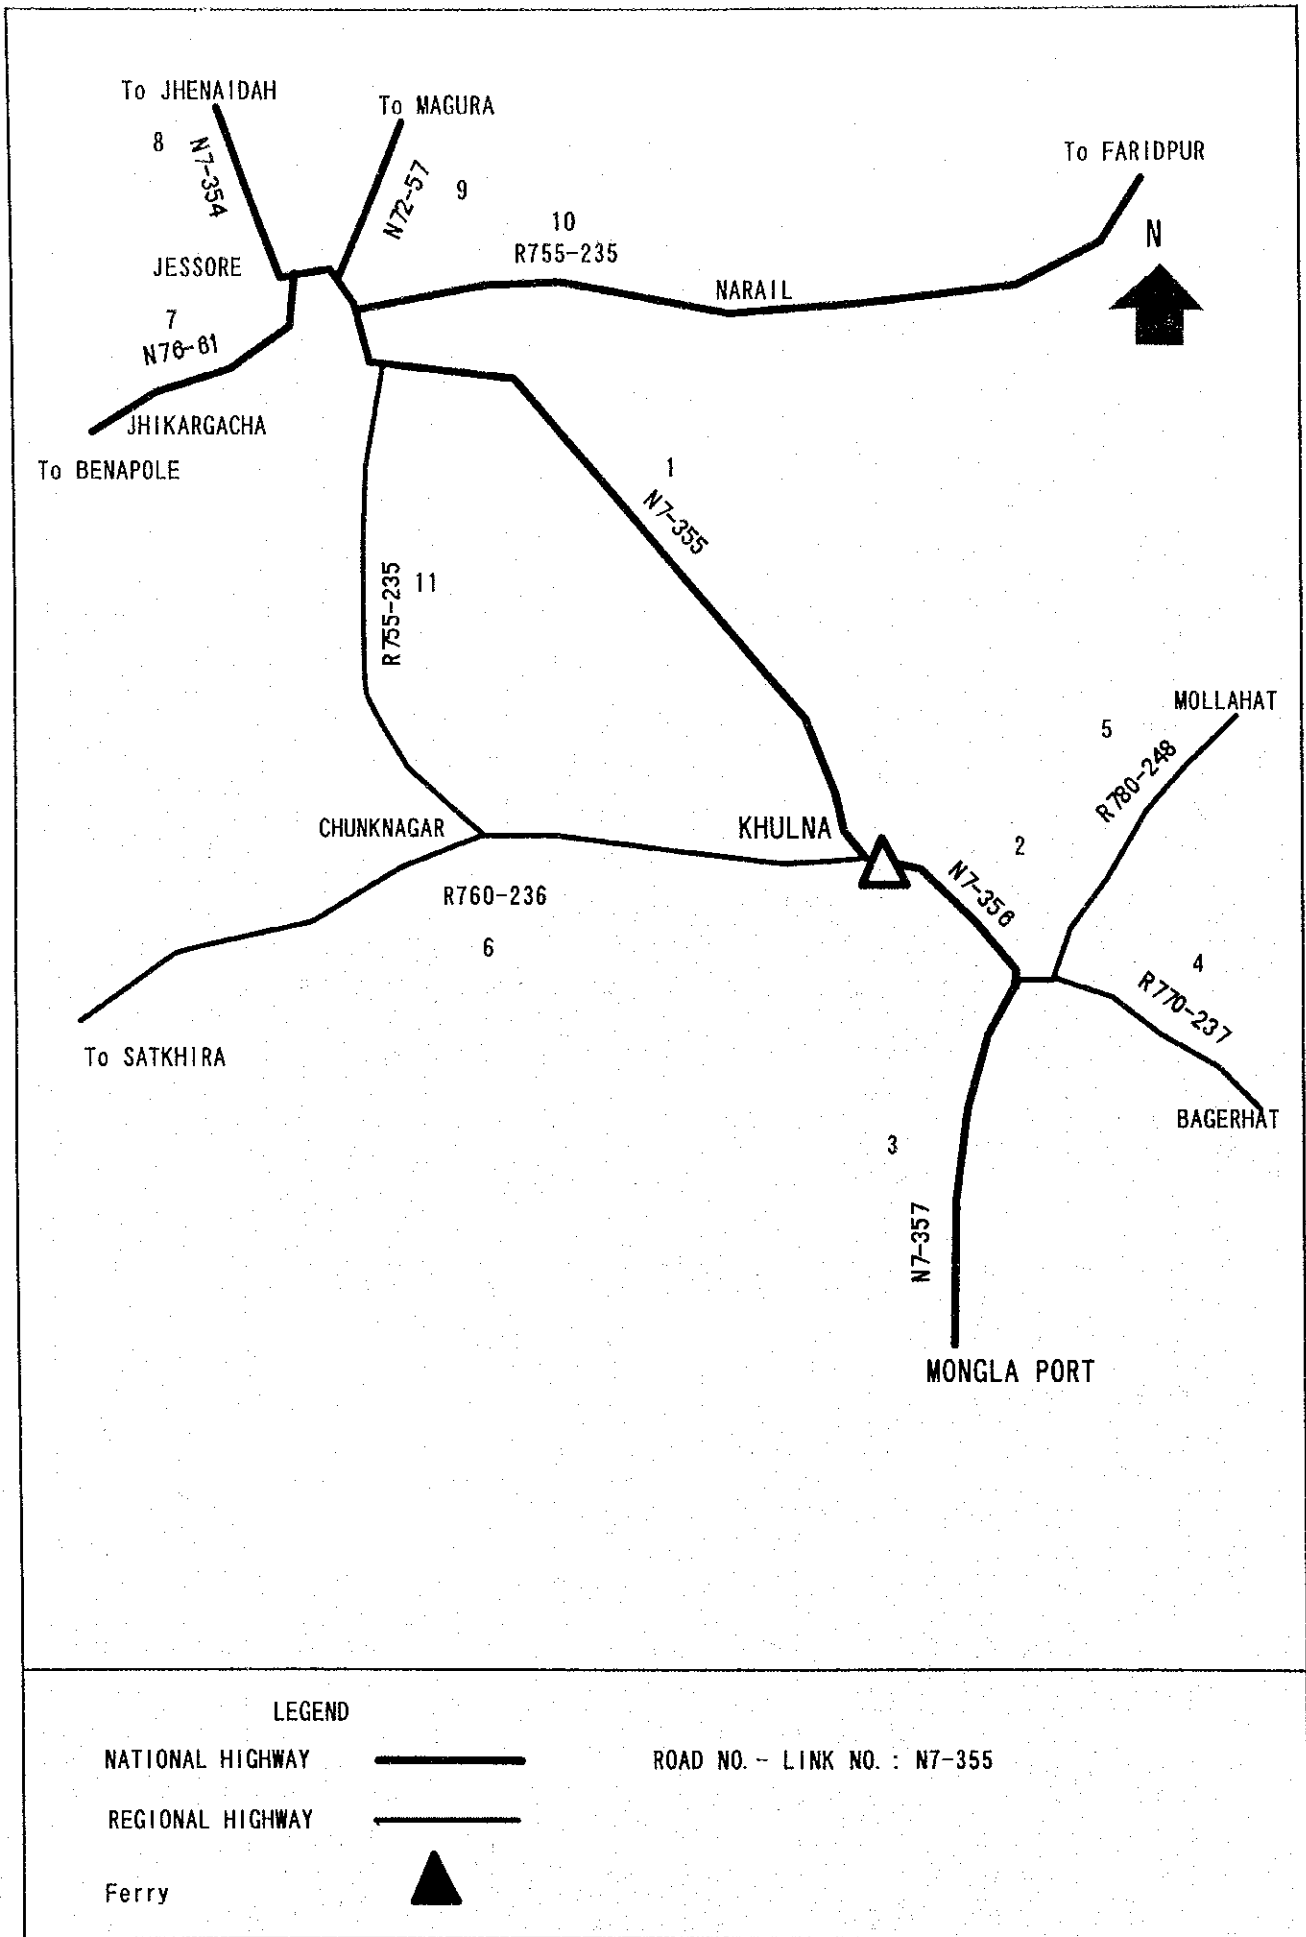 To JHENAIDAH
To MAGURA
8
N7-354
N72-57
9
To FARIDPUR
10
R755-235
N
JESSORE
NARAIL
7
N76-61
JHIKARGACHA
To BENAPOLE
1
N7-355
R755-235
11
MOLLAHAT
5
R780-248
CHUNKNAGAR
KHULNA
2
N7-356
R760-236
6
4
R770-237
To SATKHIRA
BAGERHAT
3
N7-357
MONGLA PORT
LEGEND
NATIONAL HIGHWAY
ROAD NO. - LINK NO. : N7-355
REGIONAL HIGHWAY
Ferry